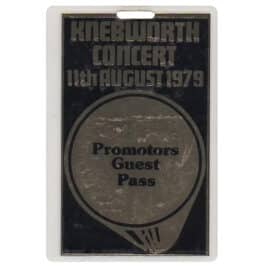 KNEBWORTH
CONCERT
11th AUGUST 1979
Promotors
Guest
Pass